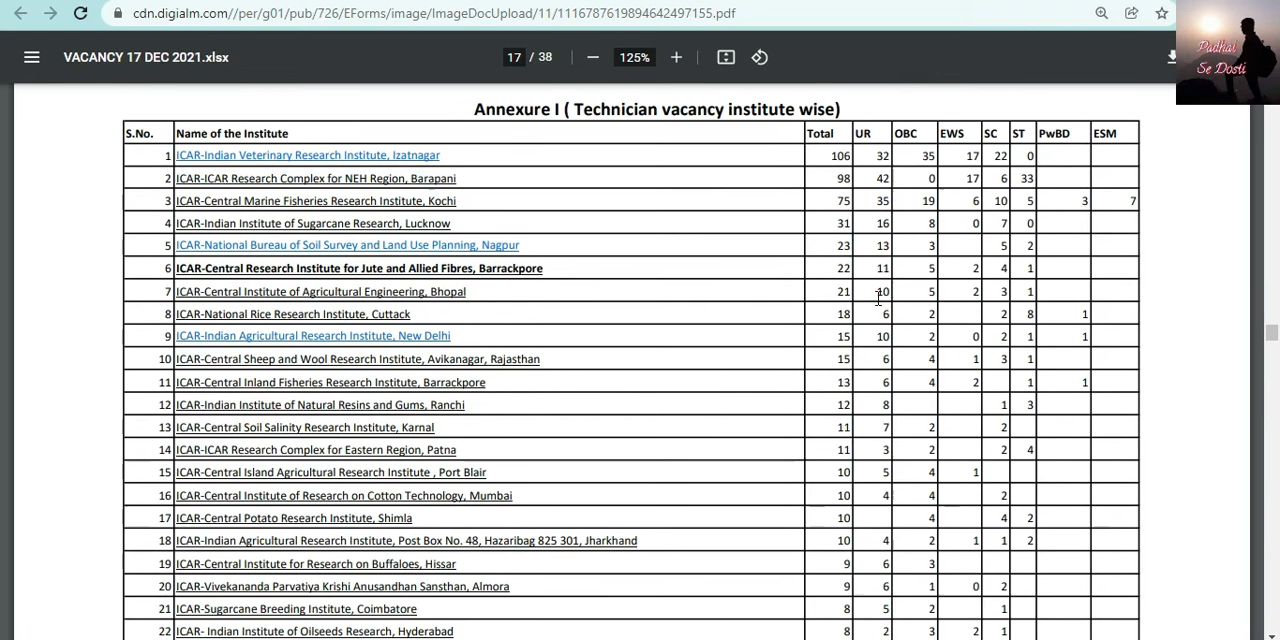 cdn.digialm.com/per/g01/pub/726/EForms/image/ImageDocUpload/11/1116787619894642497155.pdf
VACANCY 17 DEC 2021.xlsx 17 / 38 125%
Padhai
Se Dosti
Annexure I ( Technician vacancy institute wise)
S.No. Name of the Institute Total UR OBC EWS SC ST PwBD ESM
1 ICAR-Indian Veterinary Research Institute, Izatnagar 106 32 35 17 22 0
2 ICAR-ICAR Research Complex for NEH Region, Barapani 98 42 0 17 6 33
3 ICAR-Central Marine Fisheries Research Institute, Kochi 75 35 19 6 10 5 3 7
4 ICAR-Indian Institute of Sugarcane Research, Lucknow 31 16 8 0 7 0
5 ICAR-National Bureau of Soil Survey and Land Use Planning, Nagpur 23 13 3 5 2
6 ICAR-Central Research Institute for Jute and Allied Fibres, Barrackpore 22 11 5 2 4 1
7 ICAR-Central Institute of Agricultural Engineering, Bhopal 21 10 5 2 3 1
8 ICAR-National Rice Research Institute, Cuttack 18 6 2 2 8 1
9 ICAR-Indian Agricultural Research Institute, New Delhi 15 10 2 0 2 1 1
10 ICAR-Central Sheep and Wool Research Institute, Avikanagar, Rajasthan 15 6 4 1 3 1
11 ICAR-Central Inland Fisheries Research Institute, Barrackpore 13 6 4 2 1 1
12 ICAR-Indian Institute of Natural Resins and Gums, Ranchi 12 8 1 3
13 ICAR-Central Soil Salinity Research Institute, Karnal 11 7 2 2
14 ICAR-ICAR Research Complex for Eastern Region, Patna 11 3 2 2 4
15 ICAR-Central Island Agricultural Research Institute , Port Blair 10 5 4 1
16 ICAR-Central Institute of Research on Cotton Technology, Mumbai 10 4 4 2
17 ICAR-Central Potato Research Institute, Shimla 10 4 4 2
18 ICAR-Indian Agricultural Research Institute, Post Box No. 48, Hazaribag 825 301, Jharkhand 10 4 2 1 1 2
19 ICAR-Central Institute for Research on Buffaloes, Hissar 9 6 3
20 ICAR-Vivekananda Parvatiya Krishi Anusandhan Sansthan, Almora 9 6 1 0 2
21 ICAR-Sugarcane Breeding Institute, Coimbatore 8 5 2 1
22 ICAR- Indian Institute of Oilseeds Research, Hyderabad 8 2 3 2 1